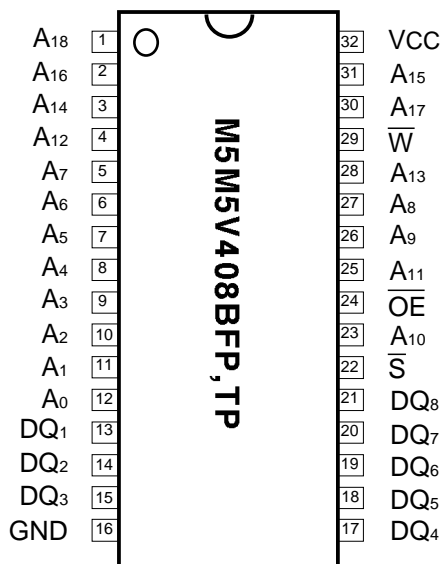 A18 1 32 VCC
A16 2 31 A15
A14 3 30 A17
A12 4 29 W̅
A7 5 28 A13
A6 6 27 A8
A5 7 26 A9
A4 8 25 A11
A3 9 24 O̅E̅
A2 10 23 A10
A1 11 22 S̅
A0 12 21 DQ8
DQ1 13 20 DQ7
DQ2 14 19 DQ6
DQ3 15 18 DQ5
GND 16 17 DQ4
M5M5V408BFP,TP